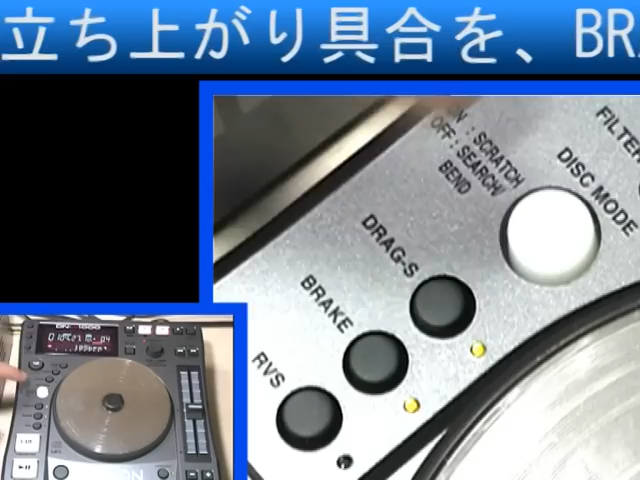 立ち上がり具合を、BR
ON : SCRATCH
OFF : SEARCH/
BEND
FILTER
DISC MODE
DRAG-S
BRAKE
RVS